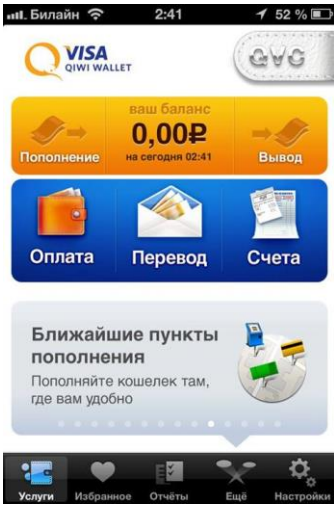 Билайн 2:41 52 %
VISA
QIWI WALLET
QVC
ваш баланс
0,00₽
Пополнение на сегодня 02:41 Вывод
Оплата Перевод Счета
Ближайшие пункты
пополнения
Пополняйте кошелек там,
где вам удобно
Услуги Избранное Отчёты Ещё Настройки